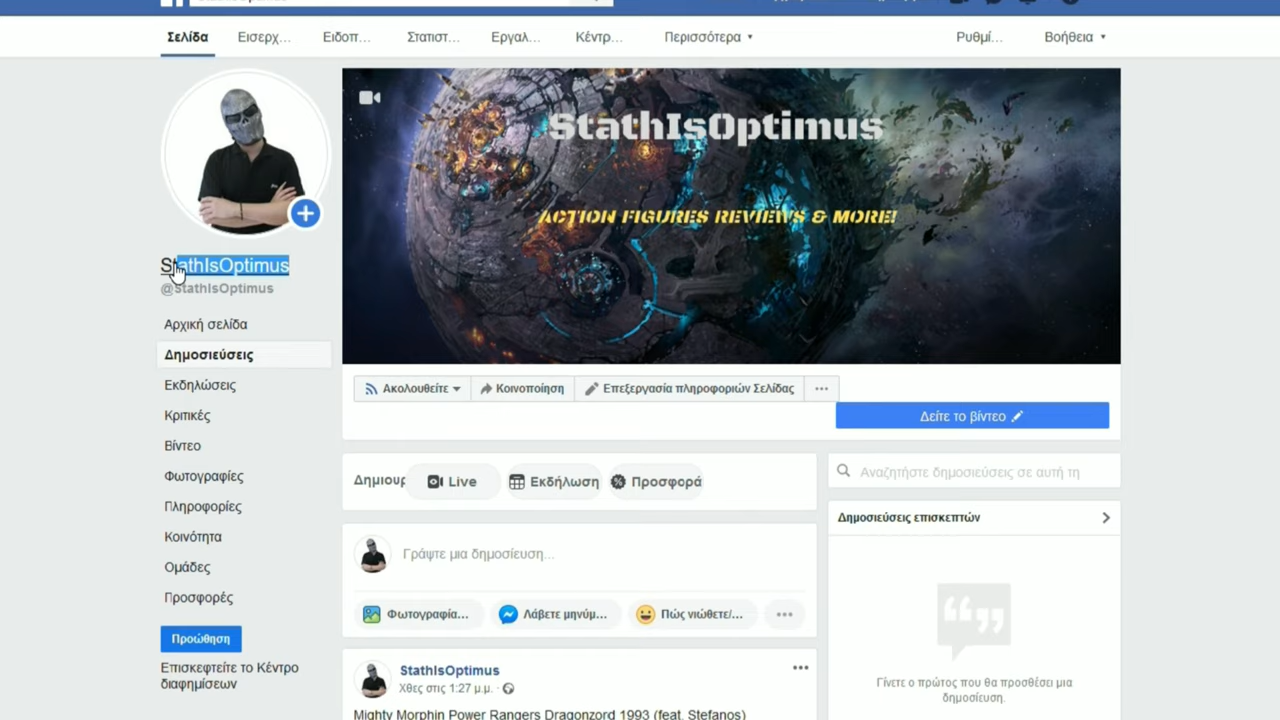 Σελίδα Εισερχ... Ειδοπ... Στατιστ... Εργαλ... Κέντρ... Περισσότερα Ρυθμί... Βοήθεια
StathIsOptimus
ACTION FIGURES REVIEWS & MORE!
StathIsOptimus
@StathIsOptimus
Αρχική σελίδα
Δημοσιεύσεις
Εκδηλώσεις
Κριτικές
Βίντεο
Φωτογραφίες
Πληροφορίες
Κοινότητα
Ομάδες
Προσφορές
Προώθηση
Επισκεφτείτε το Κέντρο
διαφημίσεων
Ακολουθείτε Κοινοποίηση Επεξεργασία πληροφοριών Σελίδας ...
Δείτε το βίντεο
Δημιουρ Live Εκδήλωση Προσφορά
Γράψτε μια δημοσίευση...
Φωτογραφία... Λάβετε μηνύμ... Πώς νιώθετε/...
StathIsOptimus
Χθες στις 1:27 μ.μ. ·
Mighty Morphin Power Rangers Dragonzord 1993 (feat. Stefanos)
Αναζητήστε δημοσιεύσεις σε αυτή τη
Δημοσιεύσεις επισκεπτών
Γίνετε ο πρώτος που θα προσθέσει μια
δημοσίευση.